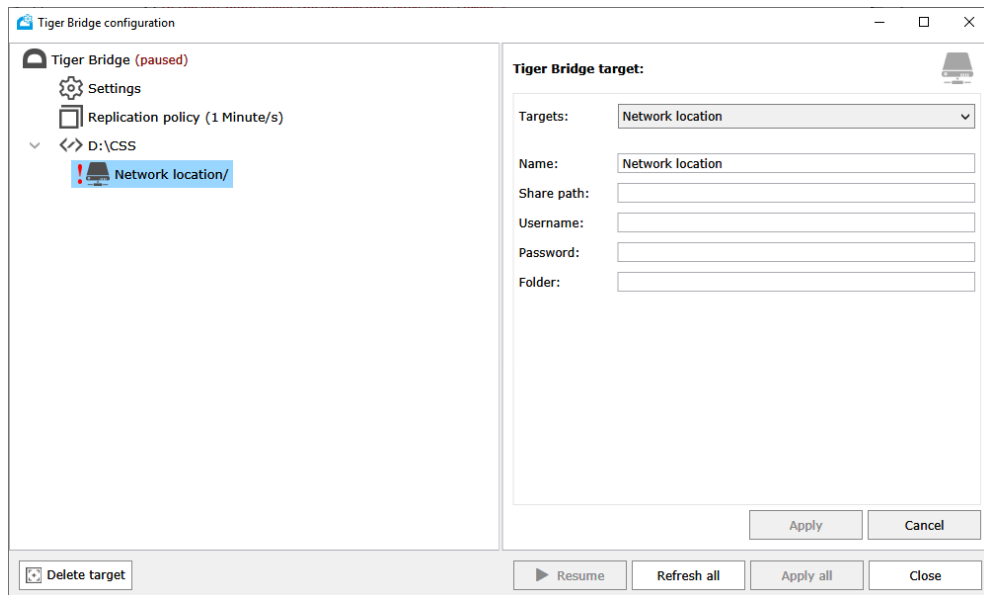 Tiger Bridge configuration
Tiger Bridge (paused)
Settings
Replication policy (1 Minute/s)
D:\CSS
Network location/
Tiger Bridge target:
Targets: Network location
Name: Network location
Share path:
Username:
Password:
Folder:
Apply Cancel
Delete target Resume Refresh all Apply all Close